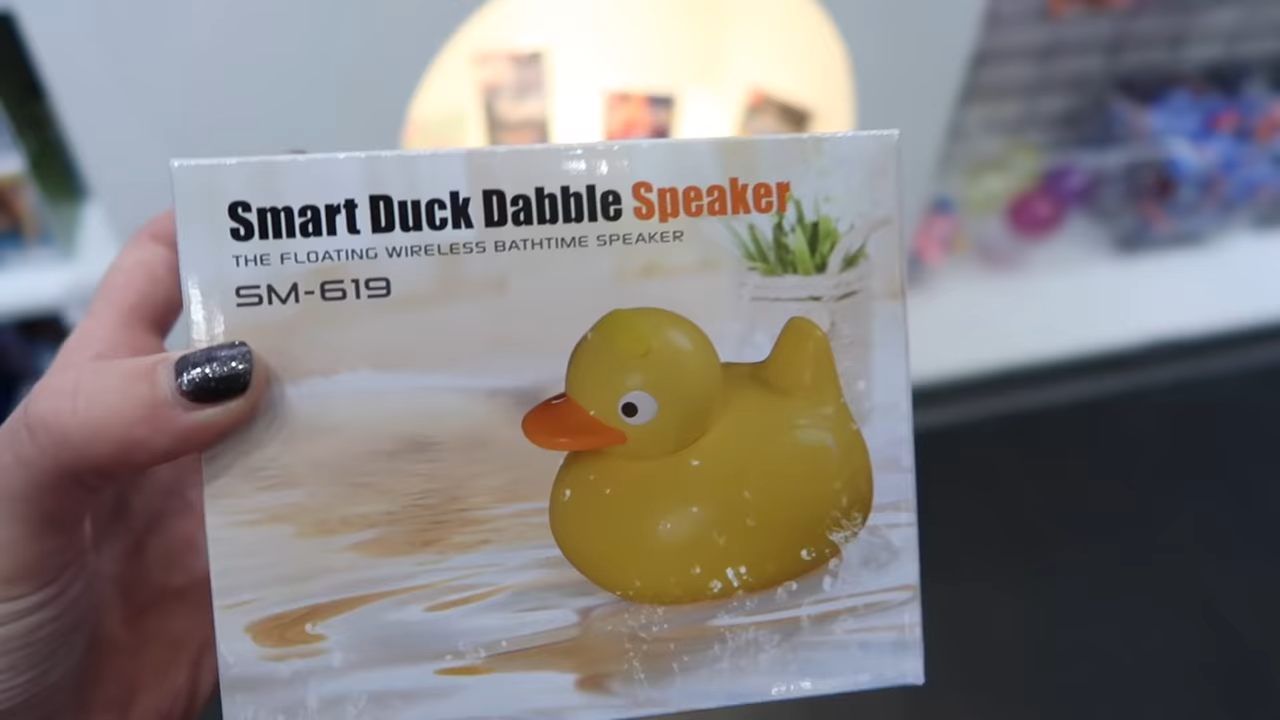 Smart Duck Dabble Speaker
THE FLOATING WIRELESS BATHTIME SPEAKER
SM-619